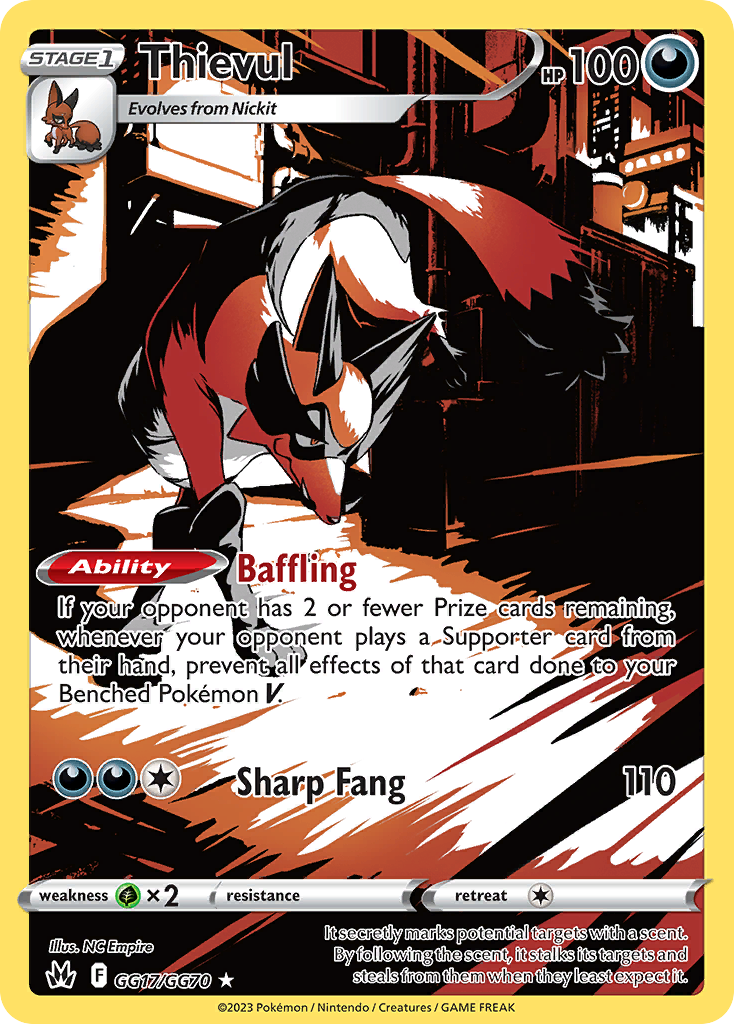 STAGE 1
Thievul
HP 100
Evolves from Nickit
Ability
Baffling
If your opponent has 2 or fewer Prize cards remaining,
whenever your opponent plays a Supporter card from
their hand, prevent all effects of that card done to your
Benched Pokémon V.
Sharp Fang 110
weakness ×2 resistance retreat
It secretly marks potential targets with a scent.
By following the scent, it stalks its targets and
steals from them when they least expect it.
Illus. NC Empire
F GG17/GG70
©2023 Pokémon / Nintendo / Creatures / GAME FREAK